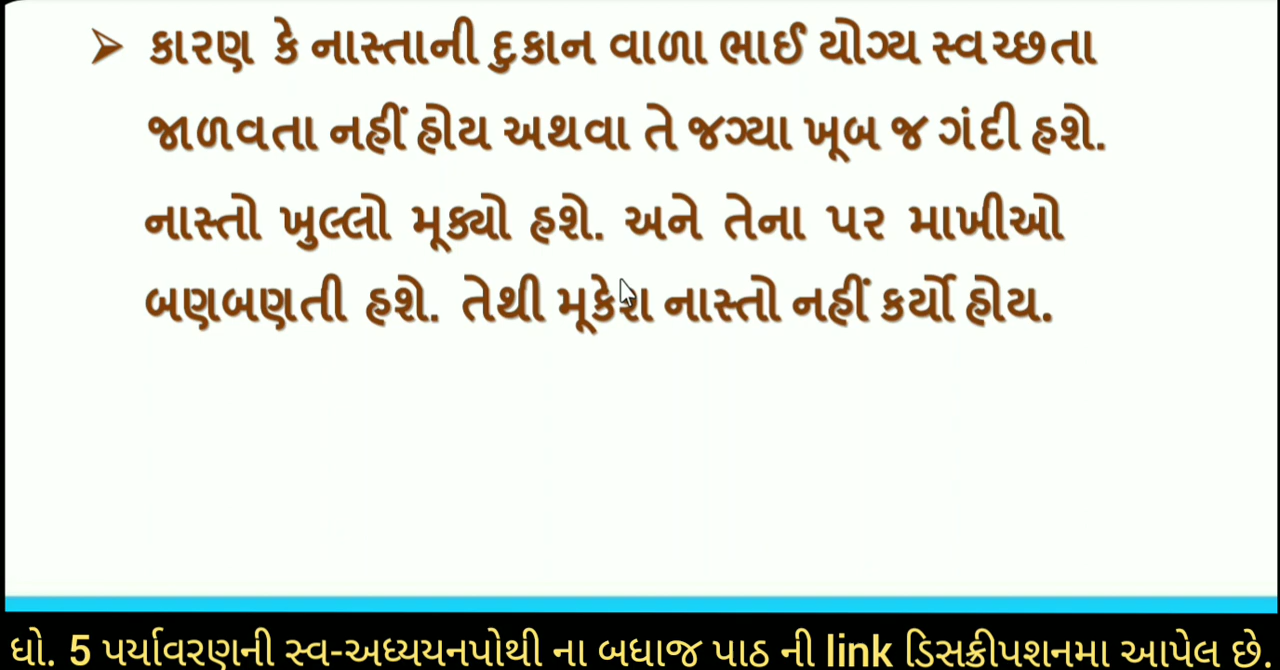 ➢ કારણ કે નાસ્તાની દુકાન વાળા ભાઈ યોગ્ય સ્વચ્છતા
જાળવતા નહીં હોય અથવા તે જગ્યા ખૂબ જ ગંદી હશે.
નાસ્તો ખુલ્લો મૂક્યો હશે. અને તેના પર માખીઓ
બણબણતી હશે. તેથી મૂકેશ નાસ્તો નહીં કર્યો હોય.
ધો. 5 પર્યાવરણની સ્વ-અધ્યયનપોથી ના બધાજ પાઠ ની link ડિસક્રીપશનમા આપેલ છે.